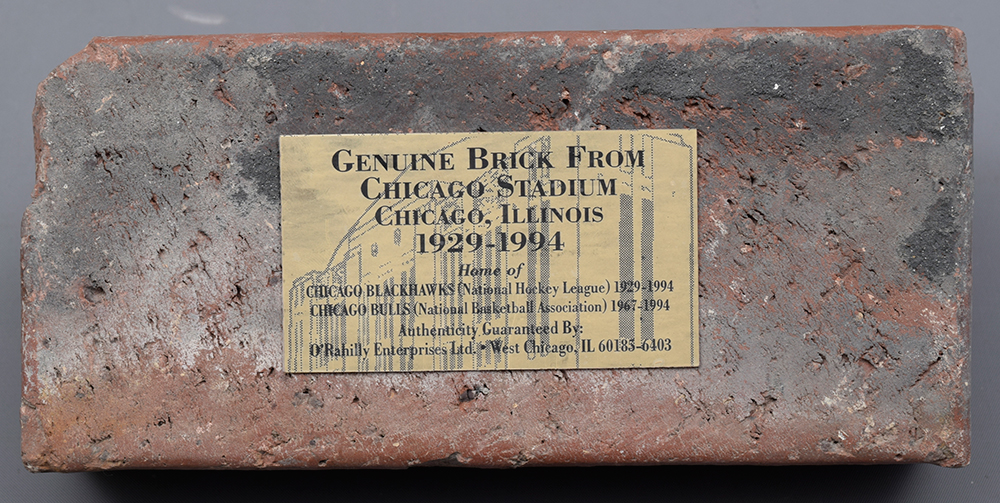 GENUINE BRICK FROM
CHICAGO STADIUM
CHICAGO, ILLINOIS
1929-1994
Home of
CHICAGO BLACKHAWKS (National Hockey League) 1929-1994
CHICAGO BULLS (National Basketball Association) 1967-1994
Authenticity Guaranteed By:
O'Rahilly Enterprises Ltd. • West Chicago, IL 60185-6403